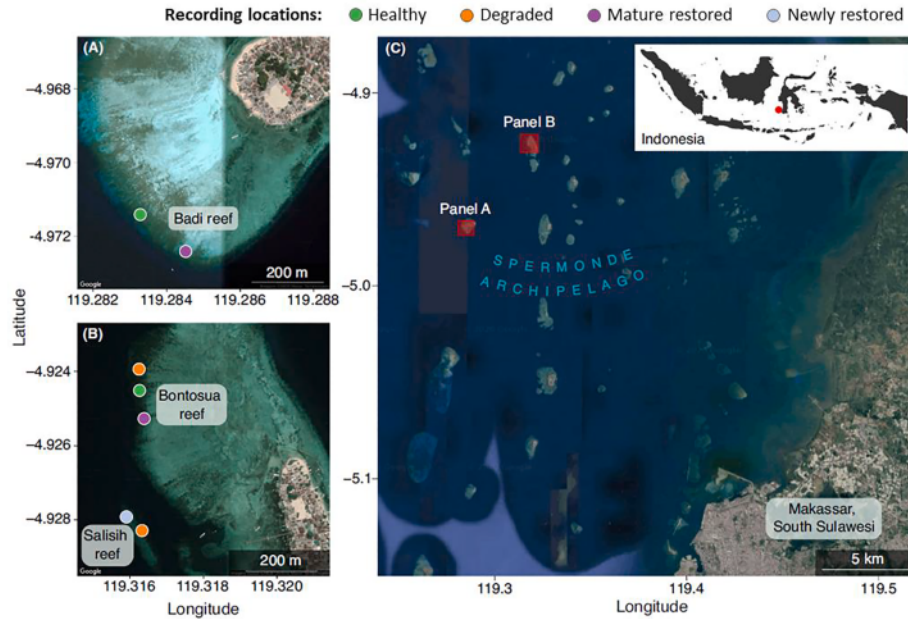 Recording locations: Healthy Degraded Mature restored Newly restored
(A)
−4.968
−4.970
−4.972
Badi reef
200 m
Google
119.282 119.284 119.286 119.288
Latitude
(B)
−4.924
−4.926
−4.928
Bontosua
reef
Salisih
reef
200 m
Google
119.316 119.318 119.320
Longitude
(C)
−4.9
−5.0
−5.1
Panel B
Panel A
SPERMONDE
ARCHIPELAGO
Indonesia
Makassar,
South Sulawesi
5 km
119.3 119.4 119.5
Longitude